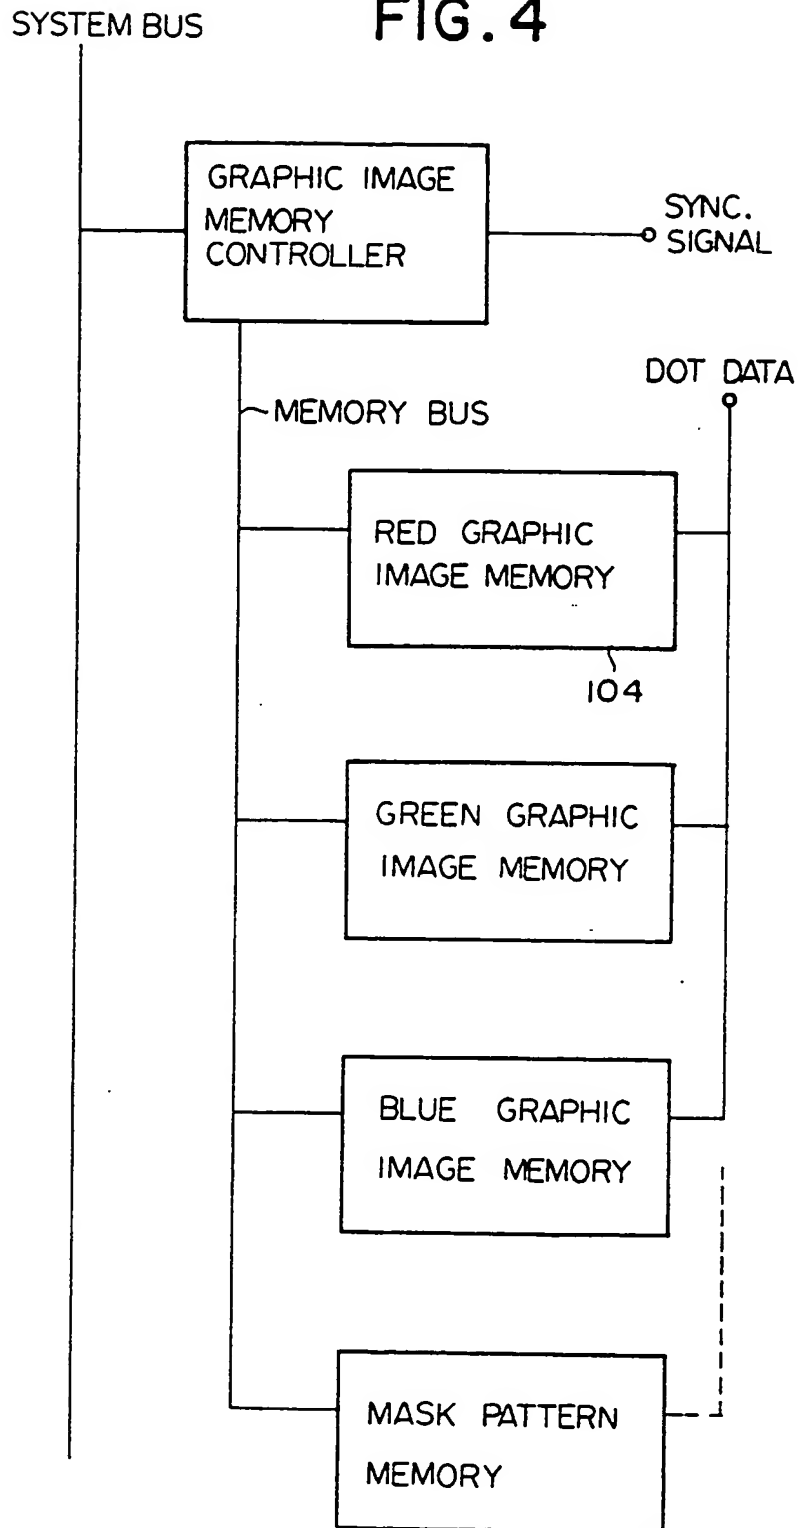 SYSTEM BUS
FIG. 4
GRAPHIC IMAGE
MEMORY
CONTROLLER
SYNC.
SIGNAL
DOT DATA
MEMORY BUS
RED GRAPHIC
IMAGE MEMORY
104
GREEN GRAPHIC
IMAGE MEMORY
BLUE GRAPHIC
IMAGE MEMORY
MASK PATTERN
MEMORY